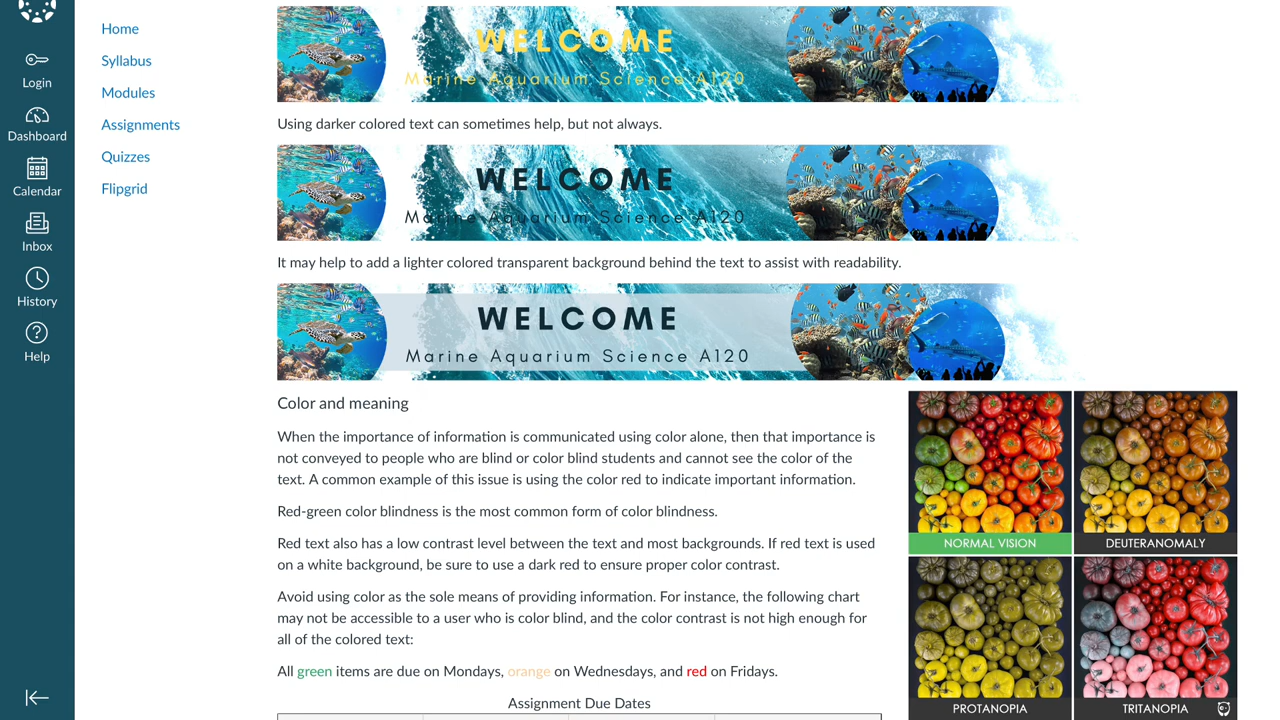 Login
Dashboard
Calendar
Inbox
History
Help
Home
Syllabus
Modules
Assignments
Quizzes
Flipgrid
WELCOME
Marine Aquarium Science A120
Using darker colored text can sometimes help, but not always.
WELCOME
Marine Aquarium Science A120
It may help to add a lighter colored transparent background behind the text to assist with readability.
WELCOME
Marine Aquarium Science A120
Color and meaning
When the importance of information is communicated using color alone, then that importance is
not conveyed to people who are blind or color blind students and cannot see the color of the
text. A common example of this issue is using the color red to indicate important information.
Red-green color blindness is the most common form of color blindness.
Red text also has a low contrast level between the text and most backgrounds. If red text is used
on a white background, be sure to use a dark red to ensure proper color contrast.
Avoid using color as the sole means of providing information. For instance, the following chart
may not be accessible to a user who is color blind, and the color contrast is not high enough for
all of the colored text:
All green items are due on Mondays, orange on Wednesdays, and red on Fridays.
Assignment Due Dates
NORMAL VISION
DEUTERANOMALY
PROTANOPIA
TRITANOPIA